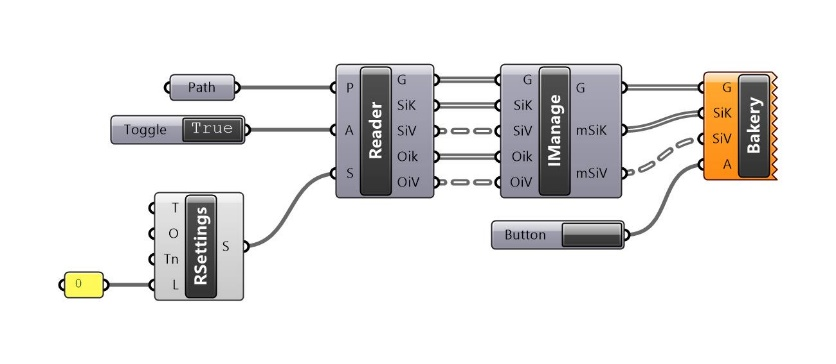 Path
Toggle True
P
A
S
Reader
G
SiK
SiV
Oik
OiV
G
SiK
SiV
Oik
OiV
IManage
G
mSiK
mSiV
G
SiK
SiV
A
Bakery
Button
T
O
Tn
L
RSettings
S
0